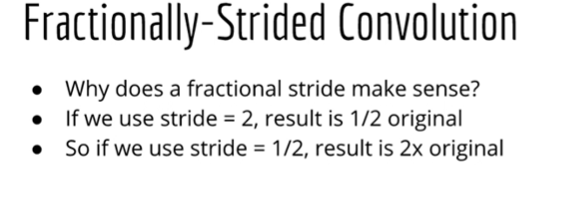 Fractionally-Strided Convolution
● Why does a fractional stride make sense?
● If we use stride = 2, result is 1/2 original
● So if we use stride = 1/2, result is 2x original